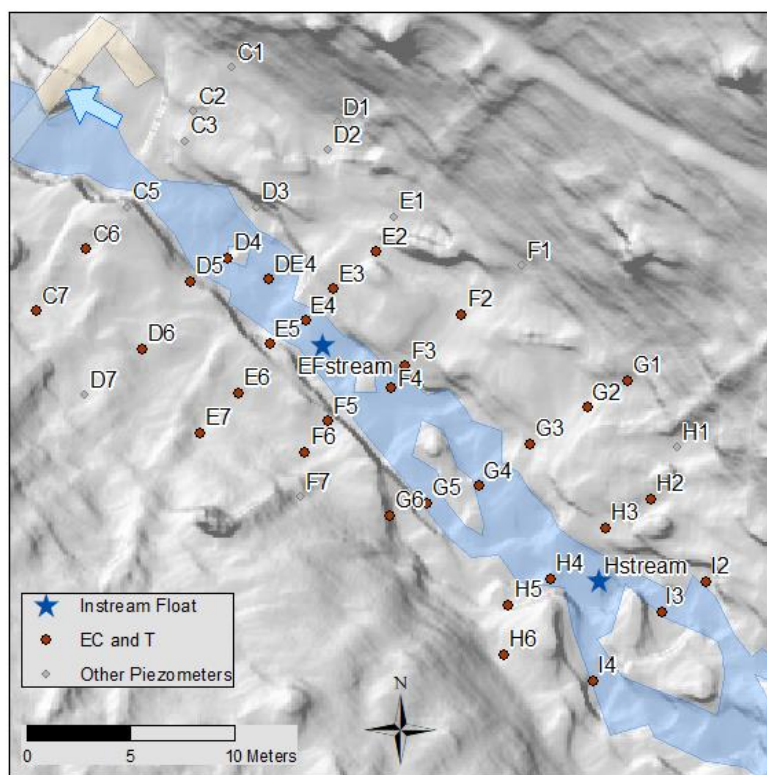 C1
C2
C3
D1
D2
C5
D3
E1
C6
D4
E2
D5
DE4
E3
F1
C7
E4
F2
D6
E5
EFstream
F3
D7
E6
F4
G1
E7
F5
G2
F6
G3
H1
F7
G4
H2
G6
G5
H3
H4
Hstream
I2
H5
I3
H6
I4
Instream Float
EC and T
Other Piezometers
N
0 5 10 Meters